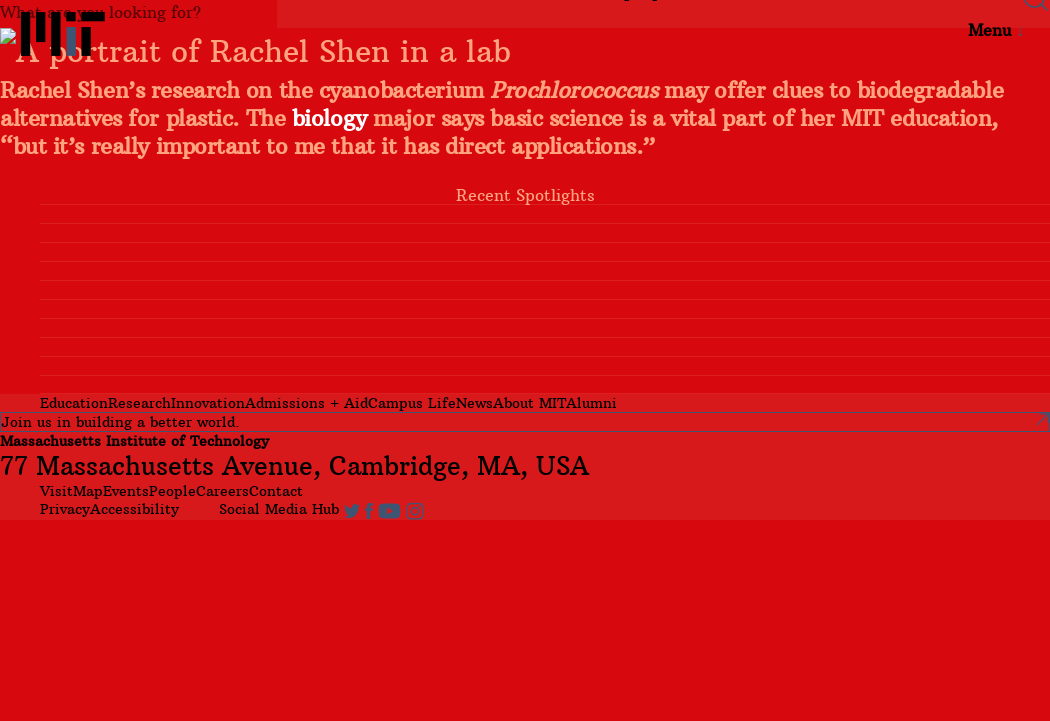 What are you looking for?
MIT
Menu
A portrait of Rachel Shen in a lab
Rachel Shen’s research on the cyanobacterium Prochlorococcus may offer clues to biodegradable
alternatives for plastic. The biology major says basic science is a vital part of her MIT education,
“but it’s really important to me that it has direct applications.”
Recent Spotlights
EducationResearchInnovationAdmissions + AidCampus LifeNewsAbout MITAlumni
Join us in building a better world.
Massachusetts Institute of Technology
77 Massachusetts Avenue, Cambridge, MA, USA
VisitMapEventsPeopleCareersContact
PrivacyAccessibility Social Media Hub